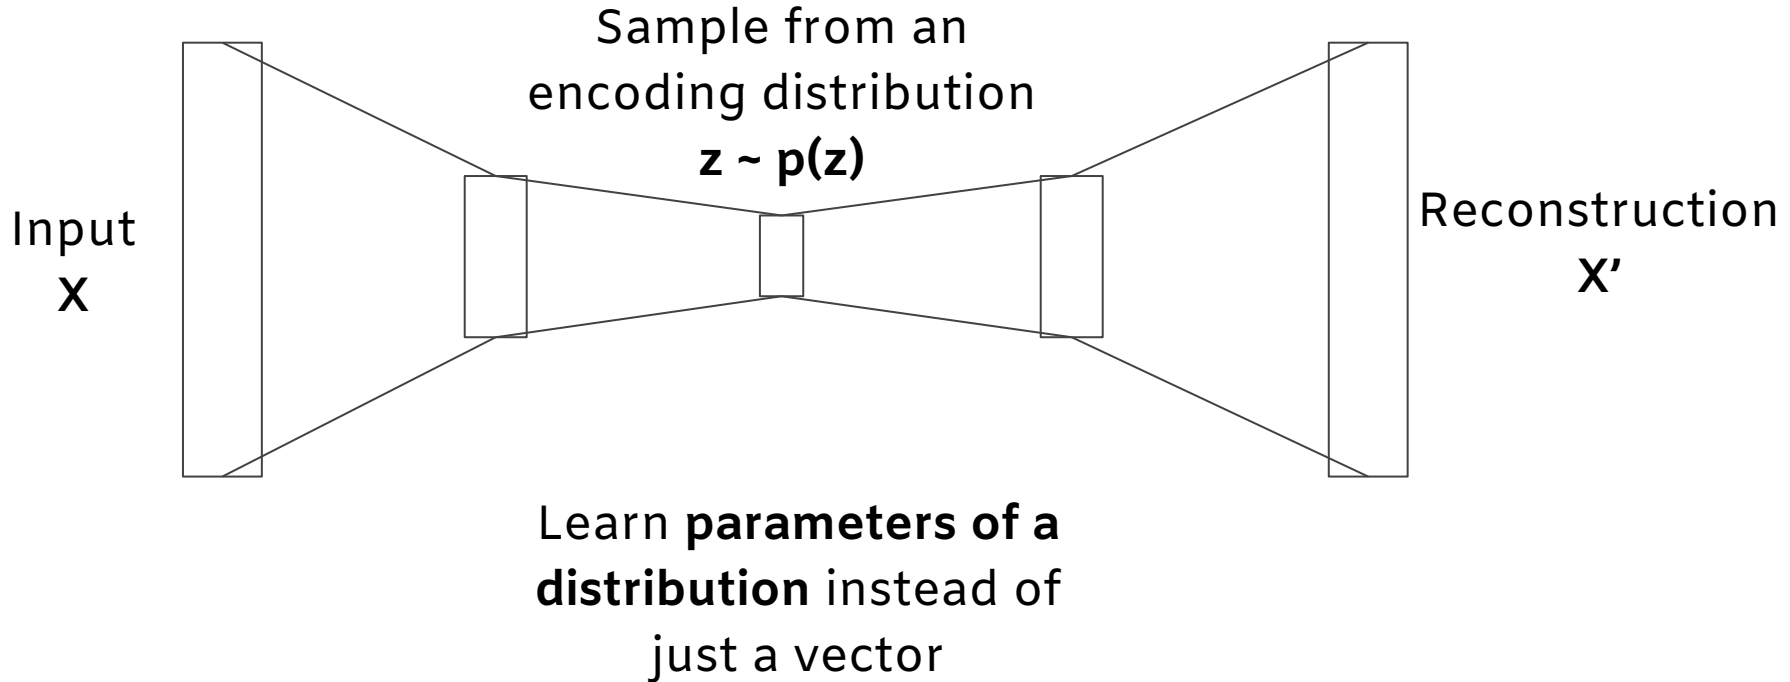 Sample from an
encoding distribution
z ~ p(z)
Input
X
Reconstruction
X’
Learn parameters of a
distribution instead of
just a vector